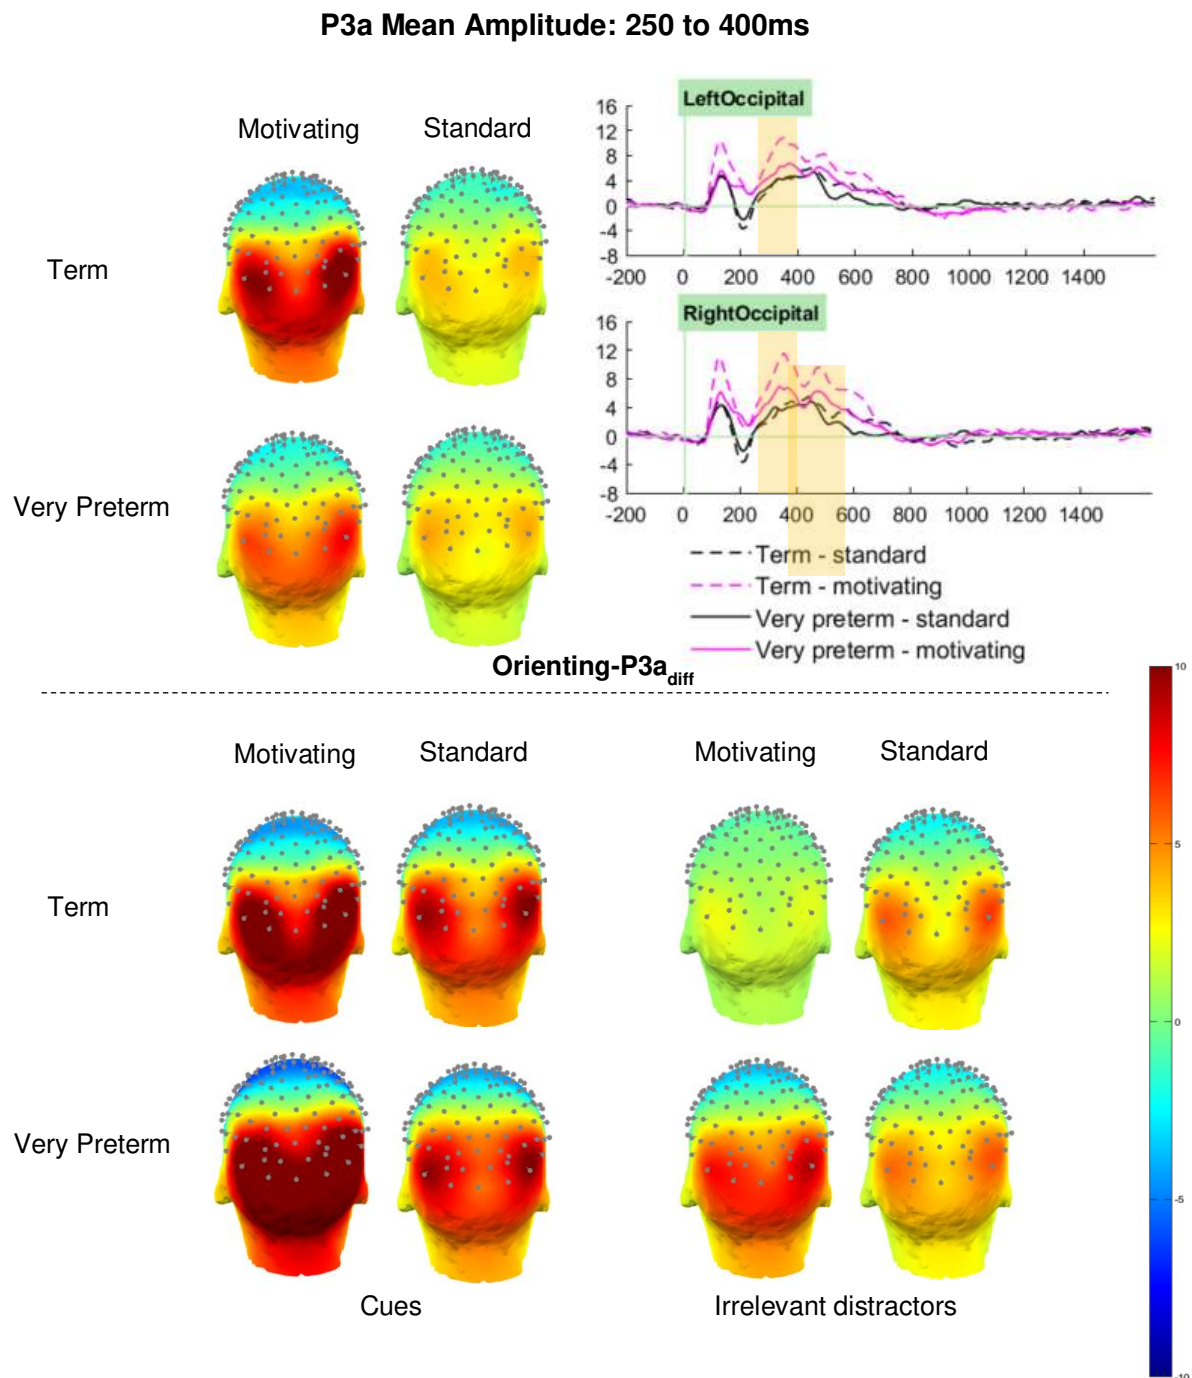 P3a Mean Amplitude: 250 to 400ms
Motivating
Standard
Term
Very Preterm
LeftOccipital
16
12
8
4
0
-4
-8
-200 0 200 400 600 800 1000 1200 1400
RightOccipital
16
12
8
4
0
-4
-8
-200 0 200 400 600 800 1000 1200 1400
Term - standard
Term - motivating
Very preterm - standard
Very preterm - motivating
Orienting-P3a_diff
Motivating
Standard
Motivating
Standard
Term
Very Preterm
Cues
Irrelevant distractors
10
5
0
-5
-10